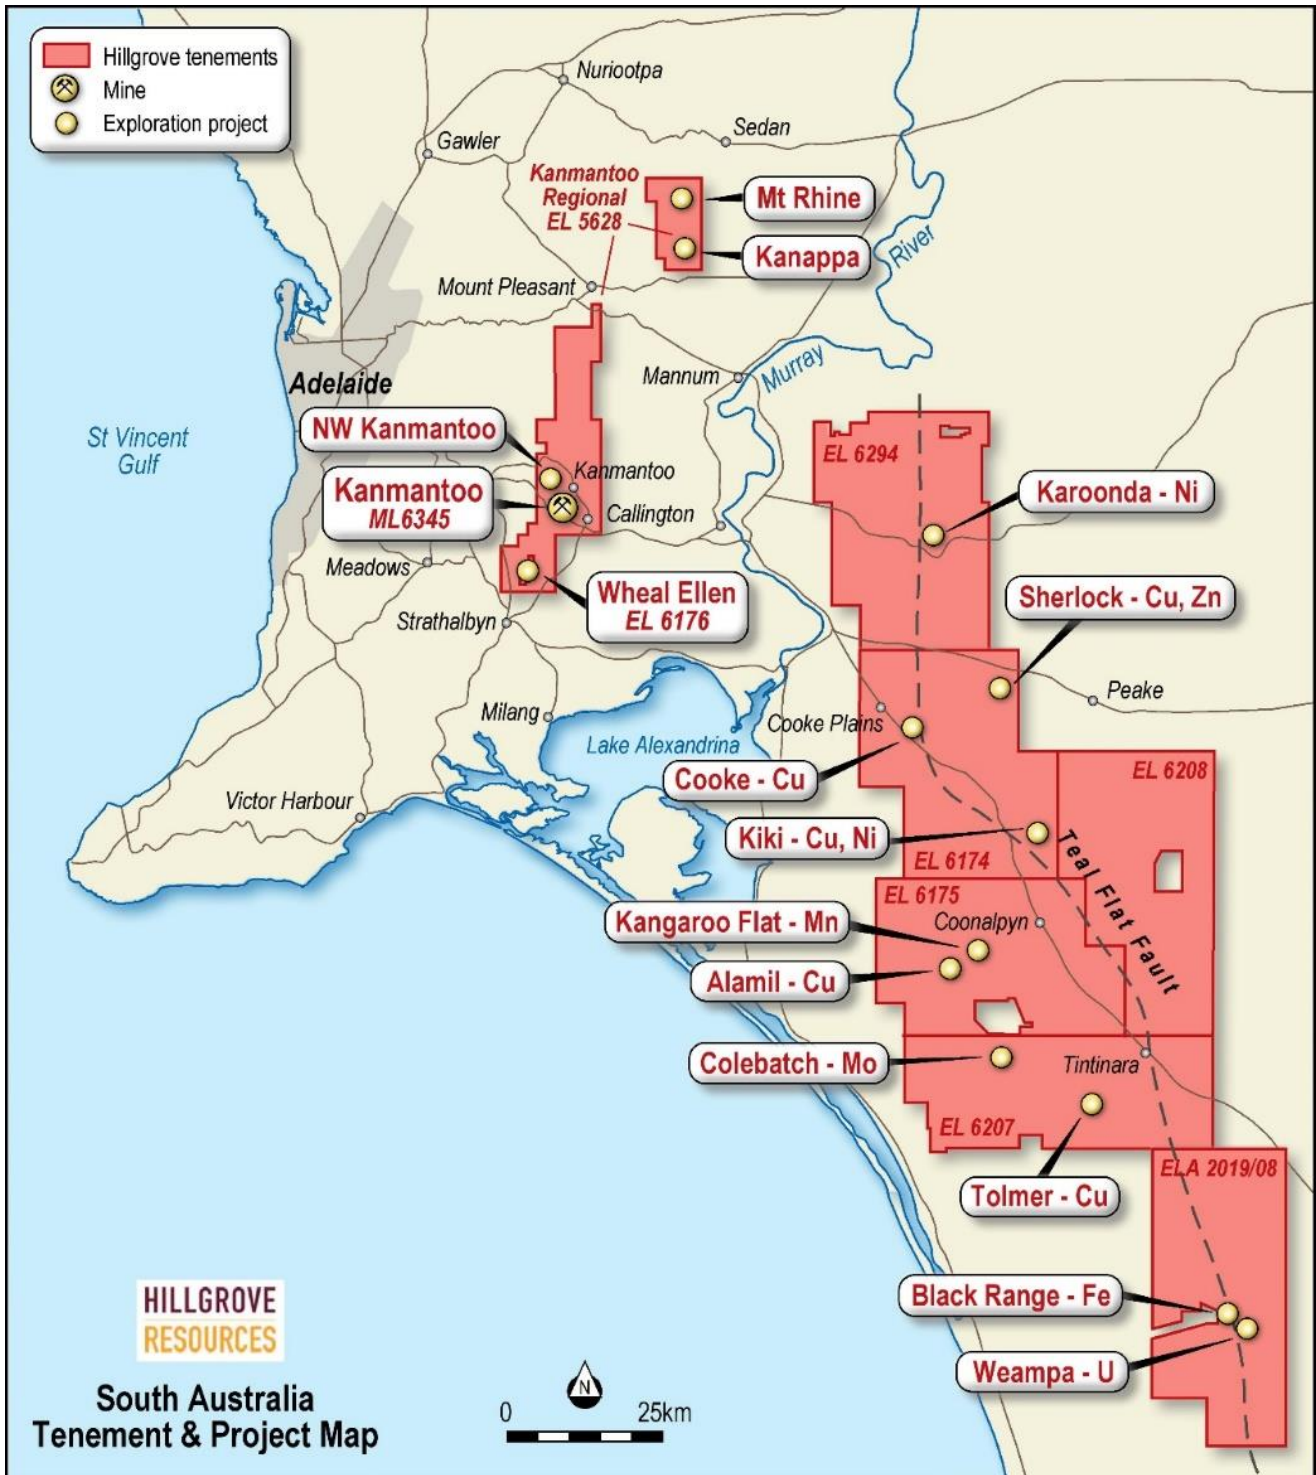 Hillgrove tenements
Mine
Exploration project
Nuriootpa
Sedan
Gawler
Kanmantoo
Regional
EL 5628
Mt Rhine
Kanappa
River
Mount Pleasant
Mannum
Murray
Adelaide
St Vincent
Gulf
NW Kanmantoo
Kanmantoo
Kanmantoo
ML6345
Callington
Meadows
Wheal Ellen
EL 6176
Strathalbyn
EL 6294
Karoonda - Ni
Sherlock - Cu, Zn
Peake
Milang
Cooke Plains
Lake Alexandrina
Cooke - Cu
EL 6208
Victor Harbour
Kiki - Cu, Ni
Teal Flat Fault
EL 6174
EL 6175
Kangaroo Flat - Mn
Coonalpyn
Alamil - Cu
Colebatch - Mo
Tintinara
EL 6207
Tolmer - Cu
ELA 2019/08
Black Range - Fe
Weampa - U
HILLGROVE
RESOURCES
South Australia
Tenement & Project Map
N
0 25km